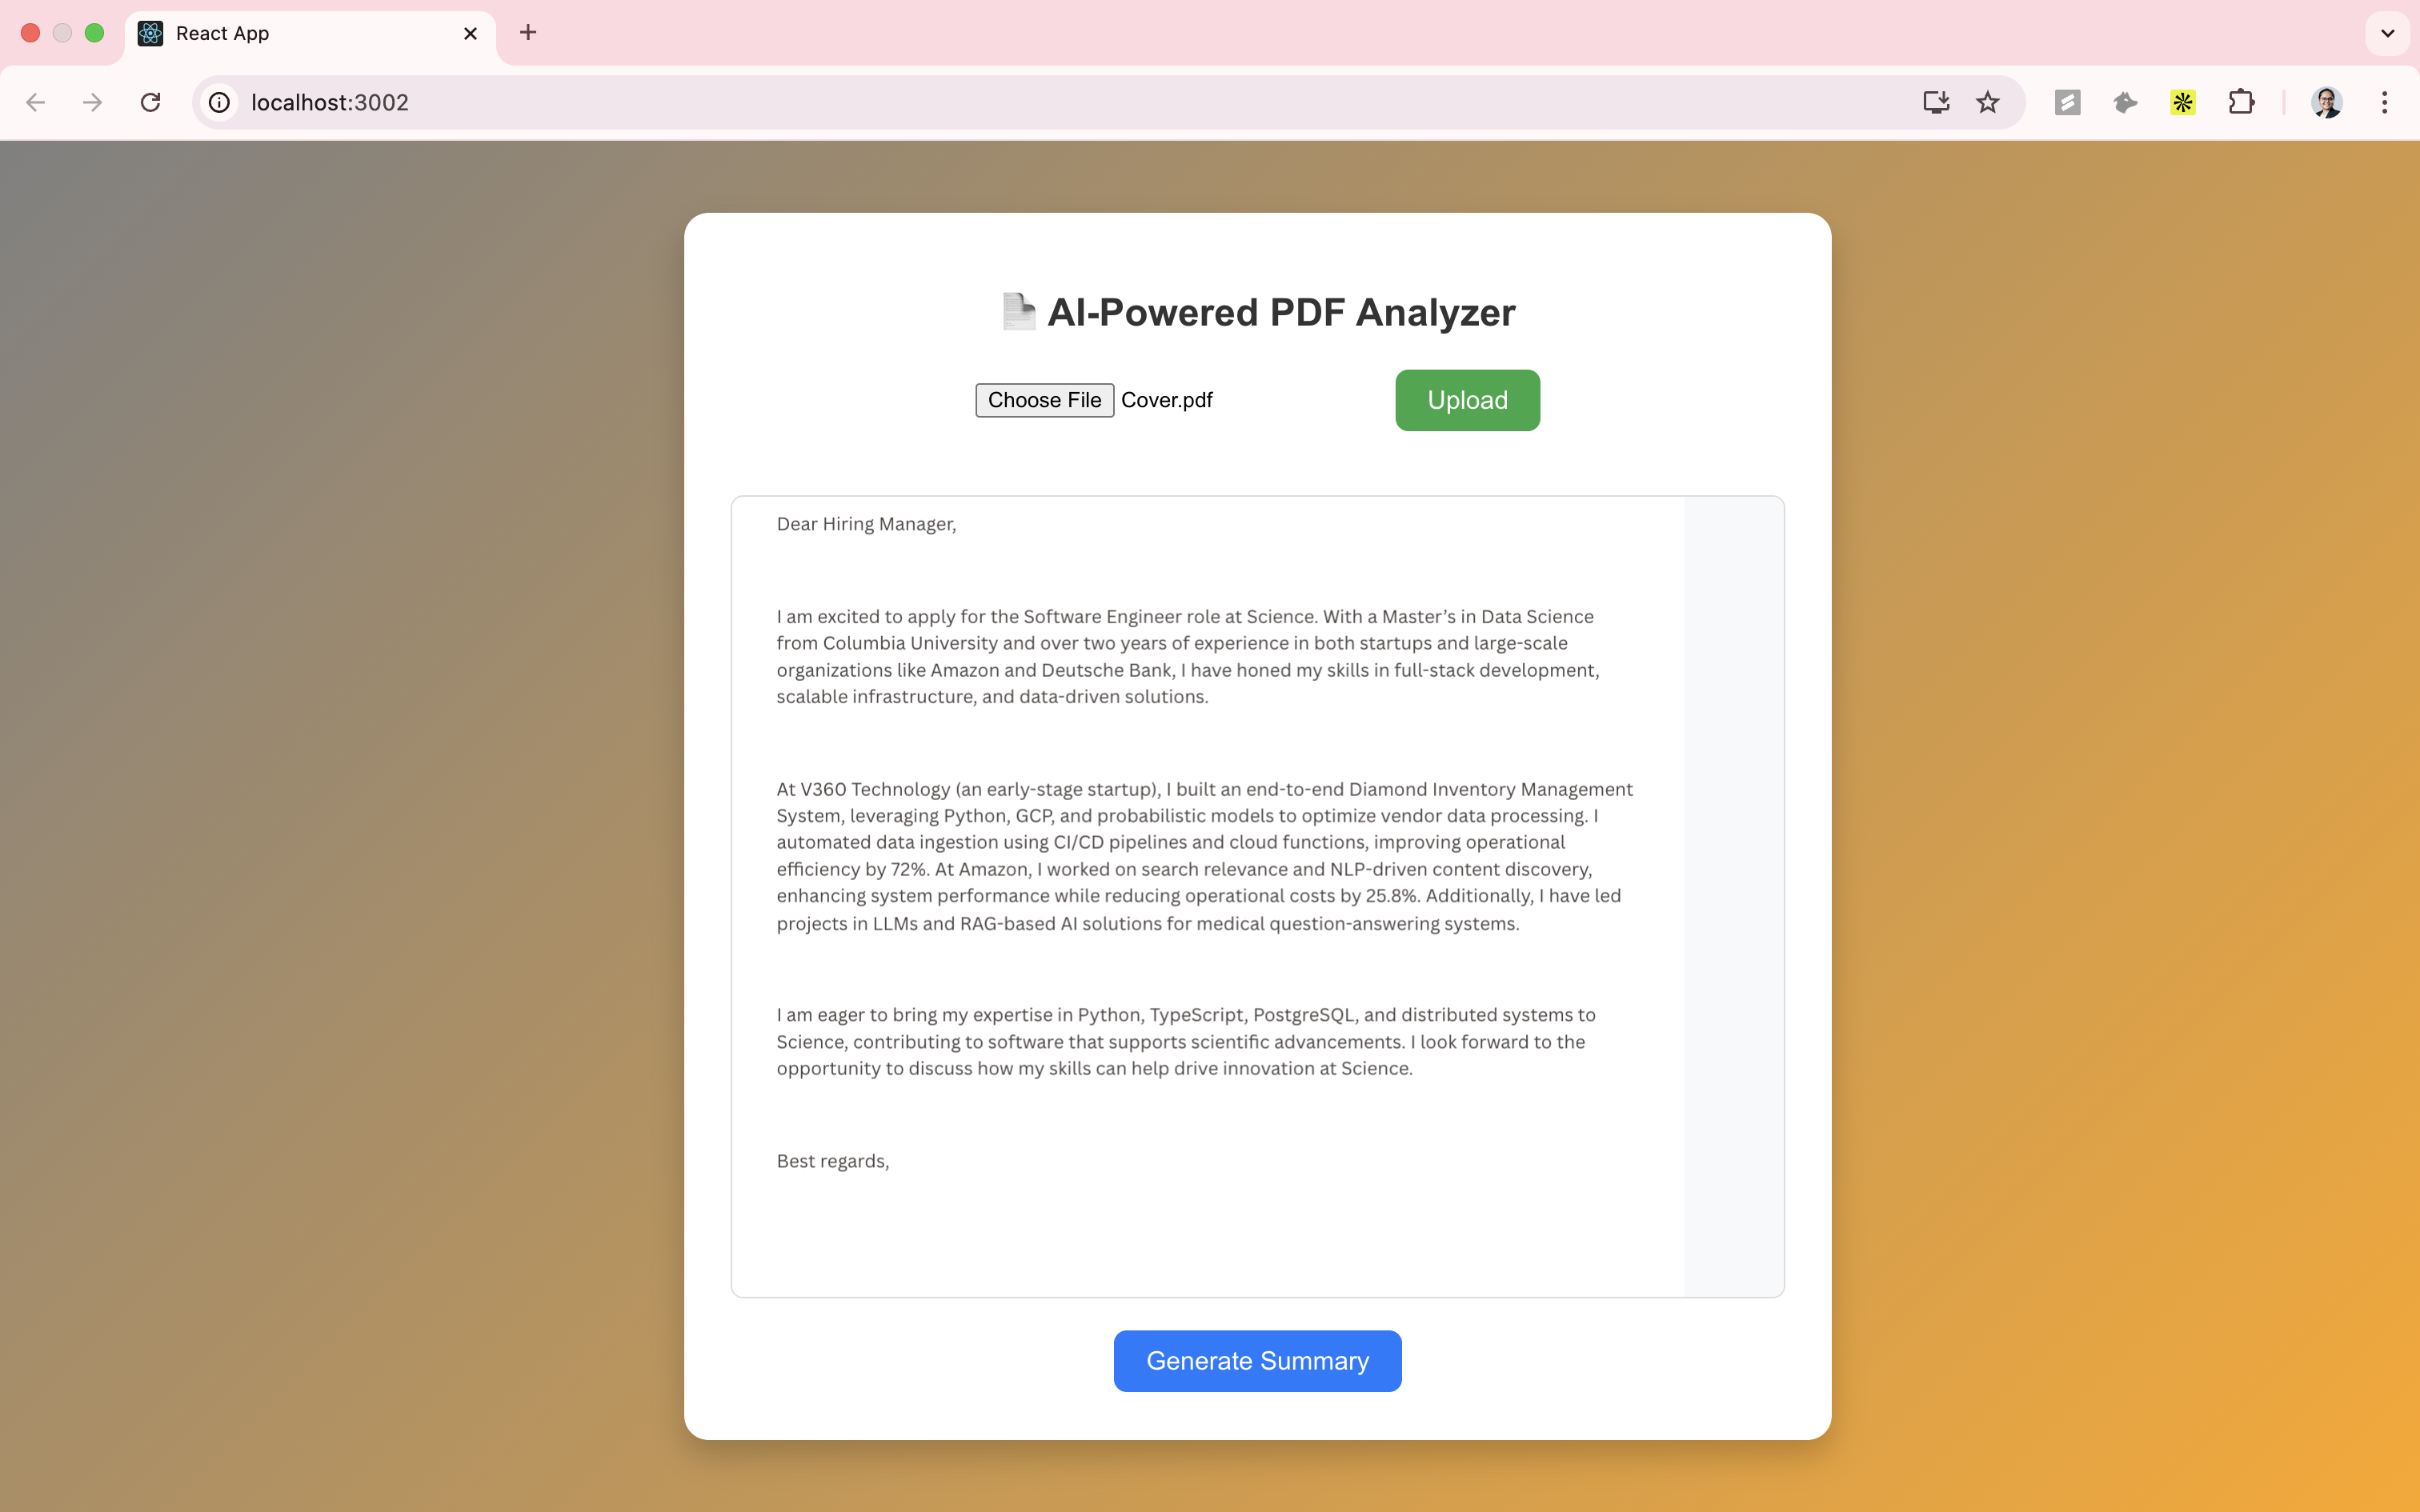 React App
localhost:3002
AI-Powered PDF Analyzer
Choose File Cover.pdf
Upload
Dear Hiring Manager,
I am excited to apply for the Software Engineer role at Science. With a Master’s in Data Science
from Columbia University and over two years of experience in both startups and large-scale
organizations like Amazon and Deutsche Bank, I have honed my skills in full-stack development,
scalable infrastructure, and data-driven solutions.
At V360 Technology (an early-stage startup), I built an end-to-end Diamond Inventory Management
System, leveraging Python, GCP, and probabilistic models to optimize vendor data processing. I
automated data ingestion using CI/CD pipelines and cloud functions, improving operational
efficiency by 72%. At Amazon, I worked on search relevance and NLP-driven content discovery,
enhancing system performance while reducing operational costs by 25.8%. Additionally, I have led
projects in LLMs and RAG-based AI solutions for medical question-answering systems.
I am eager to bring my expertise in Python, TypeScript, PostgreSQL, and distributed systems to
Science, contributing to software that supports scientific advancements. I look forward to the
opportunity to discuss how my skills can help drive innovation at Science.
Best regards,
Generate Summary